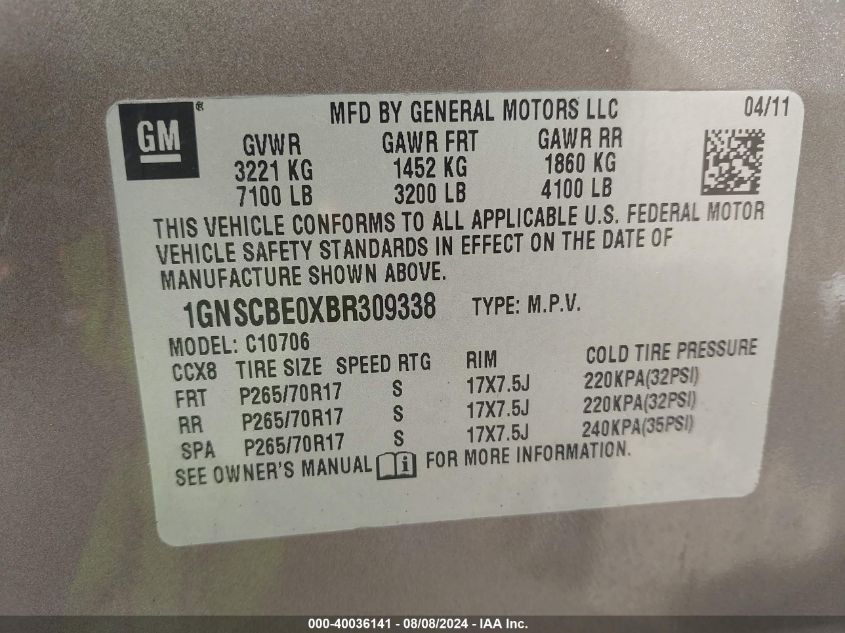 GM ® MFD BY GENERAL MOTORS LLC 04/11
GVWR GAWR FRT GAWR RR
3221 KG 1452 KG 1860 KG
7100 LB 3200 LB 4100 LB
THIS VEHICLE CONFORMS TO ALL APPLICABLE U.S. FEDERAL MOTOR
VEHICLE SAFETY STANDARDS IN EFFECT ON THE DATE OF
MANUFACTURE SHOWN ABOVE.
1GNSCBE0XBR309338 TYPE: M.P.V.
MODEL: C10706
CCX8 TIRE SIZE SPEED RTG RIM COLD TIRE PRESSURE
FRT P265/70R17 S 17X7.5J 220KPA(32PSI)
RR P265/70R17 S 17X7.5J 220KPA(32PSI)
SPA P265/70R17 S 17X7.5J 240KPA(35PSI)
SEE OWNER'S MANUAL i FOR MORE INFORMATION.
000-40036141 - 08/08/2024 - IAA Inc.